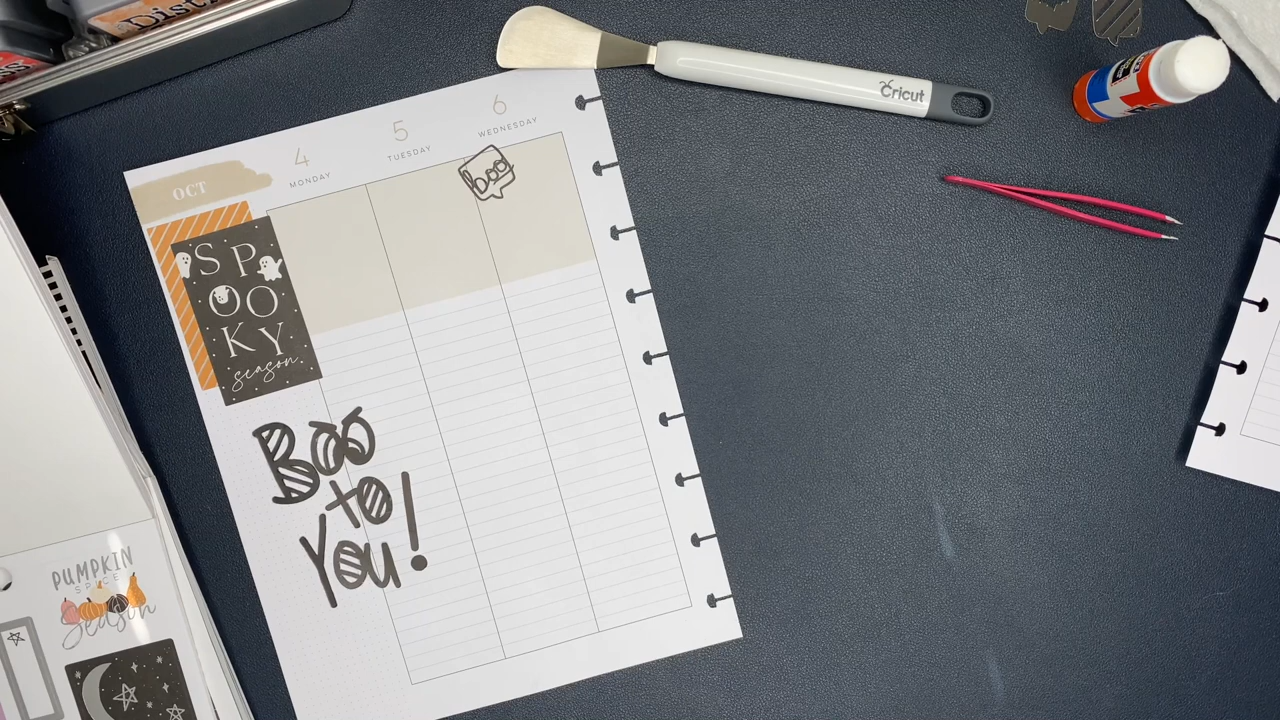 Distr
Cricut
OCT
4
MONDAY
5
TUESDAY
6
WEDNESDAY
boo
SP
OO
KY
season
Boo
to
You!
PUMPKIN
SPICE
Season